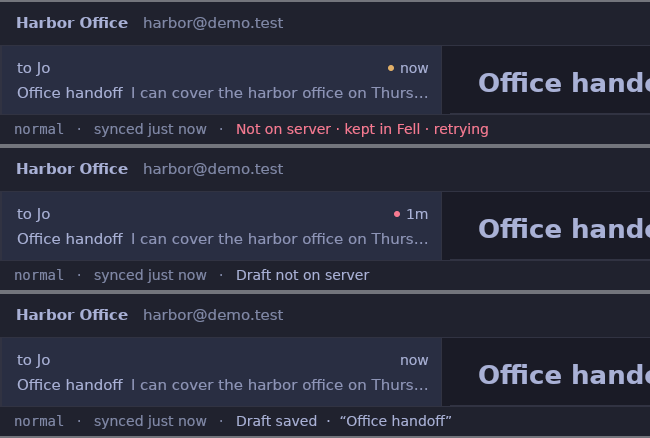 Harbor Office harbor@demo.test
to Jo now
Office handoff I can cover the harbor office on Thurs…
Office hando
normal · synced just now · Not on server · kept in Fell · retrying
Harbor Office harbor@demo.test
to Jo 1m
Office handoff I can cover the harbor office on Thurs…
Office hando
normal · synced just now · Draft not on server
Harbor Office harbor@demo.test
to Jo now
Office handoff I can cover the harbor office on Thurs…
Office hando
normal · synced just now · Draft saved · “Office handoff”